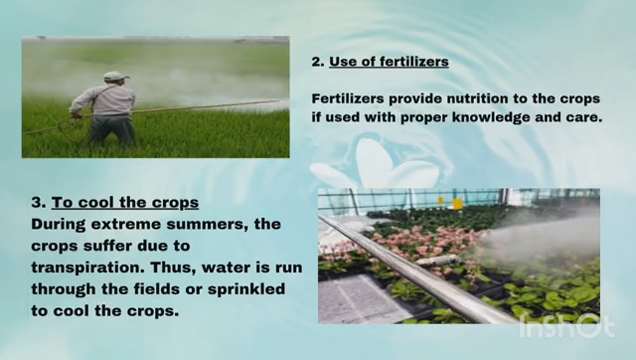 2. Use of fertilizers
Fertilizers provide nutrition to the crops
if used with proper knowledge and care.
3. To cool the crops
During extreme summers, the
crops suffer due to
transpiration. Thus, water is run
through the fields or sprinkled
to cool the crops.
InShOt